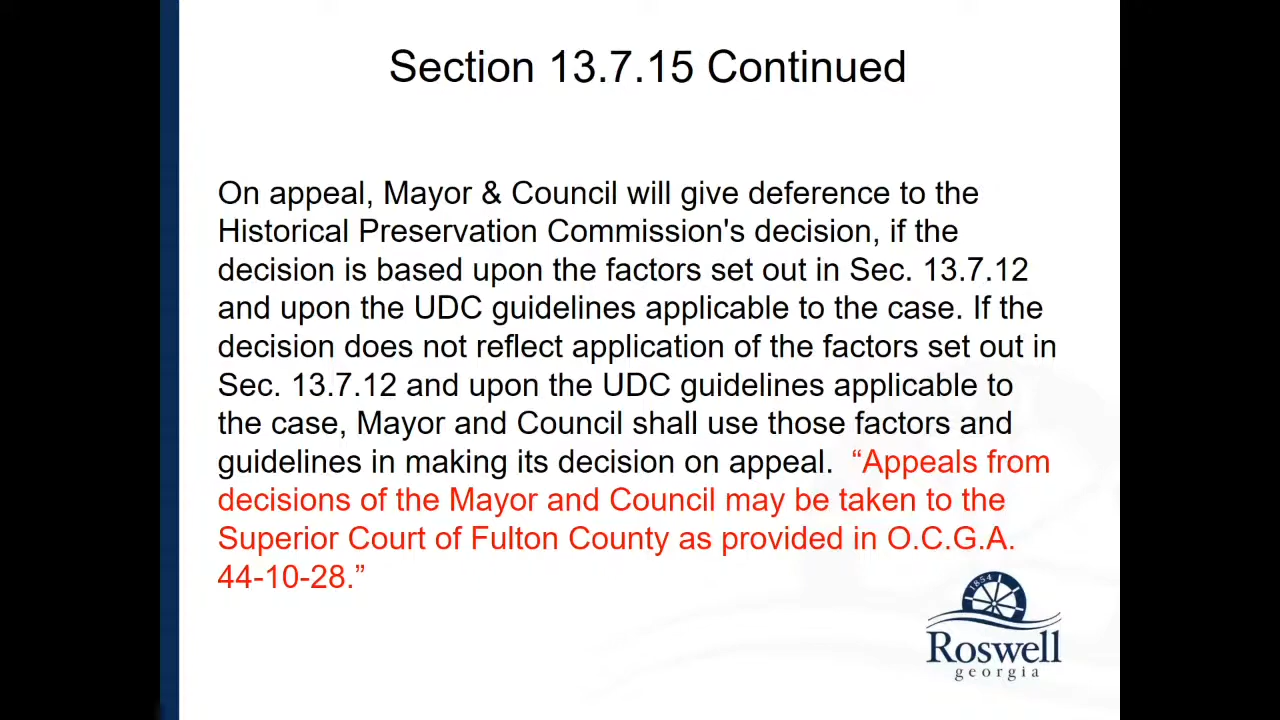 Section 13.7.15 Continued
On appeal, Mayor & Council will give deference to the
Historical Preservation Commission's decision, if the
decision is based upon the factors set out in Sec. 13.7.12
and upon the UDC guidelines applicable to the case. If the
decision does not reflect application of the factors set out in
Sec. 13.7.12 and upon the UDC guidelines applicable to
the case, Mayor and Council shall use those factors and
guidelines in making its decision on appeal.  “Appeals from
decisions of the Mayor and Council may be taken to the
Superior Court of Fulton County as provided in O.C.G.A.
44-10-28.”
1854
Roswell
georgia